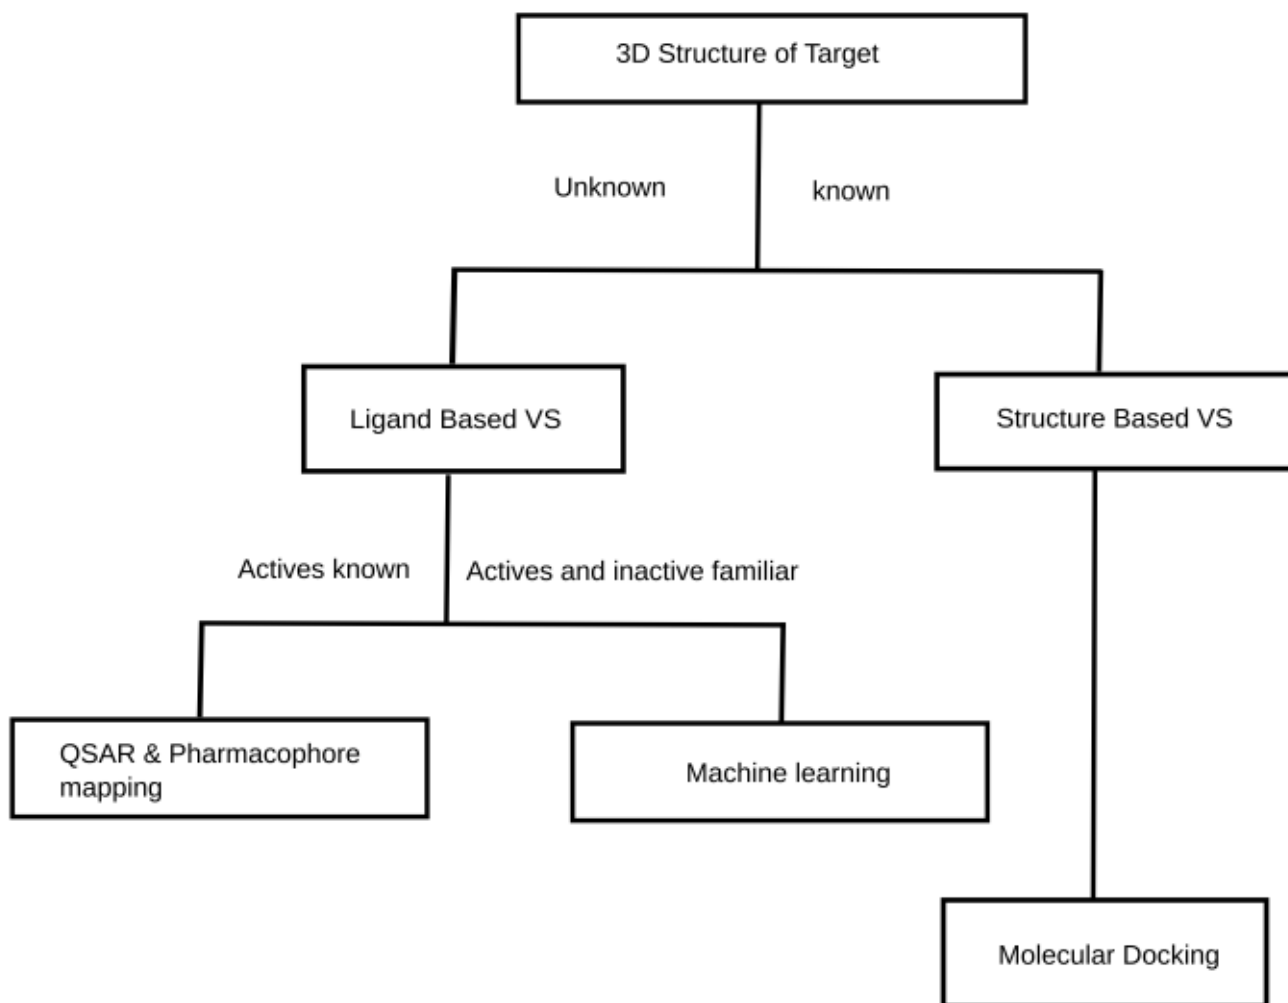 3D Structure of Target
Unknown
known
Ligand Based VS
Structure Based VS
Actives known
Actives and inactive familiar
QSAR & Pharmacophore
mapping
Machine learning
Molecular Docking